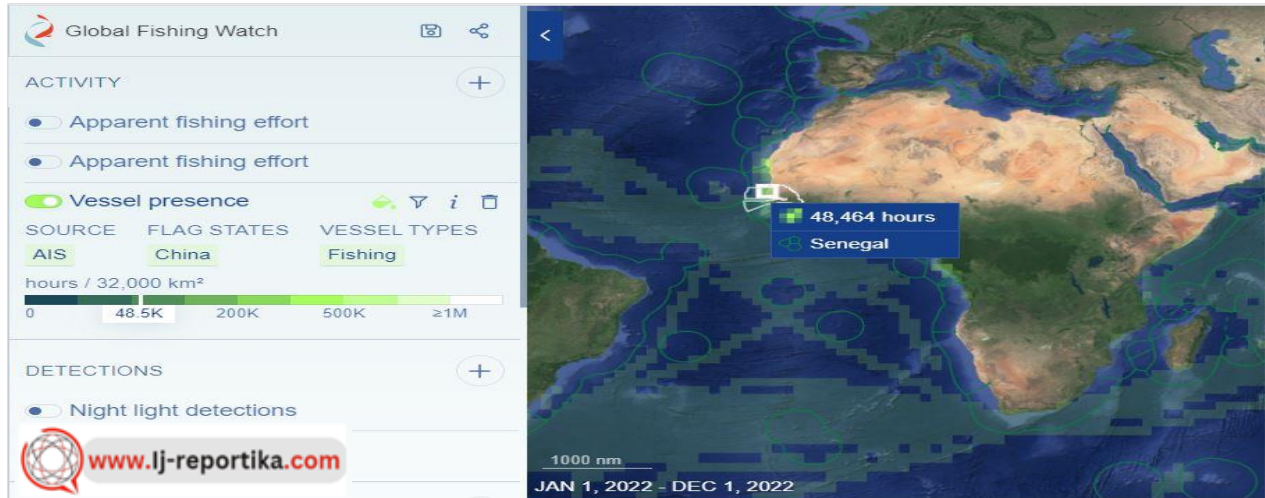 Global Fishing Watch
ACTIVITY
Apparent fishing effort
Apparent fishing effort
Vessel presence
SOURCE FLAG STATES VESSEL TYPES
AIS China Fishing
hours / 32,000 km²
0 48.5K 200K 500K ≥1M
DETECTIONS
Night light detections
www.lj-reportika.com
48,464 hours
Senegal
1000 nm
JAN 1, 2022 - DEC 1, 2022